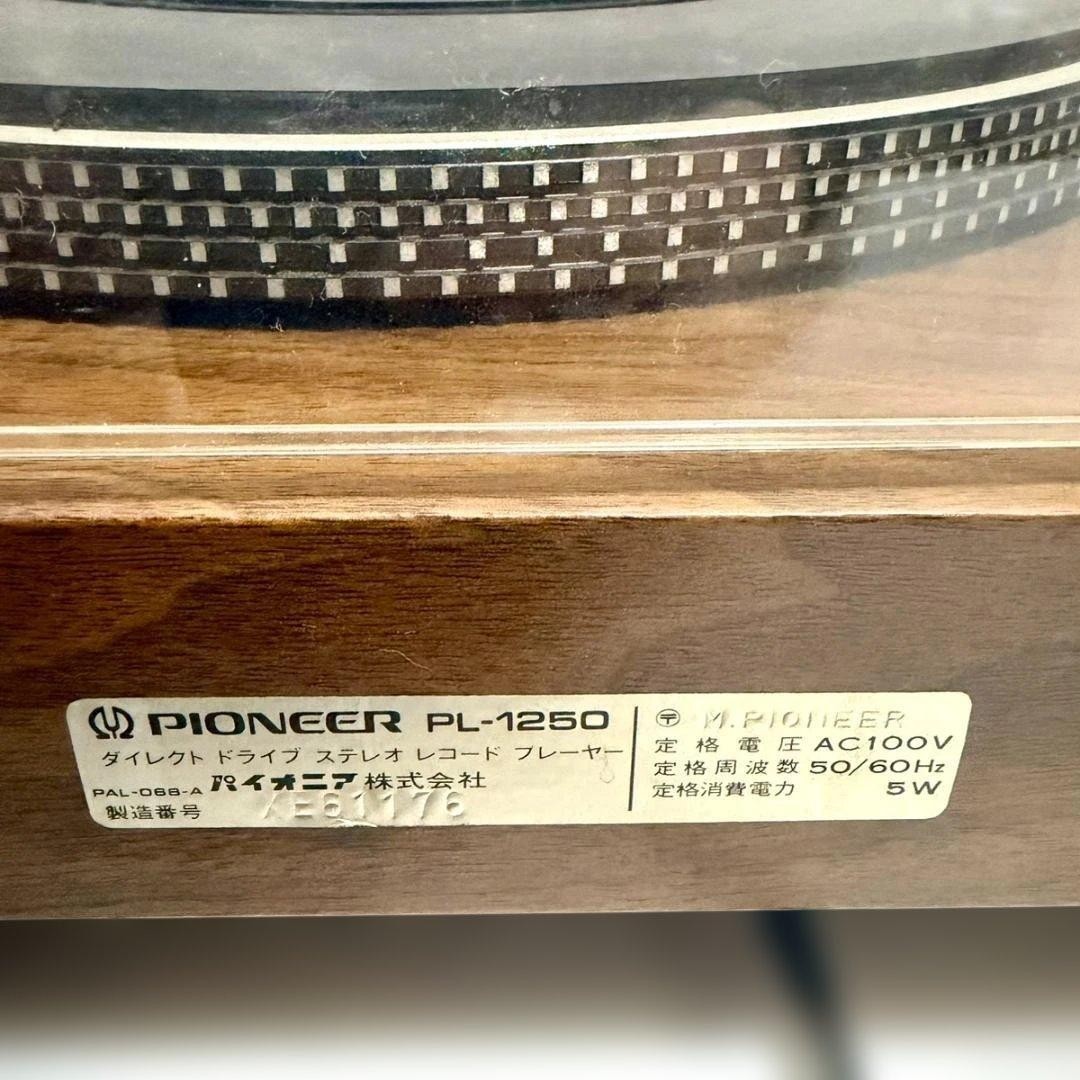 PIONEER PL-1250
ダイレクト ドライブ ステレオ レコード プレーヤー
パイオニア株式会社
PAL-068-A
製造番号 XE61176
〒 M.PIONEER
定格電圧 AC100V
定格周波数 50/60Hz
定格消費電力 5W